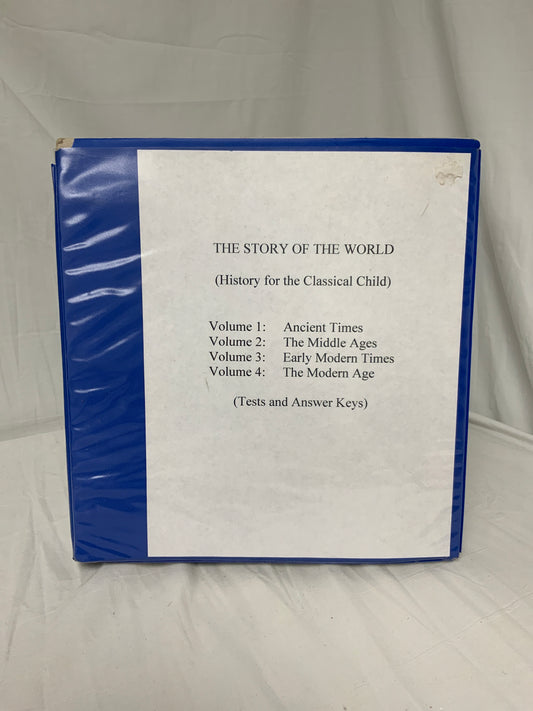 THE STORY OF THE WORLD
(History for the Classical Child)
Volume 1: Ancient Times
Volume 2: The Middle Ages
Volume 3: Early Modern Times
Volume 4: The Modern Age
(Tests and Answer Keys)